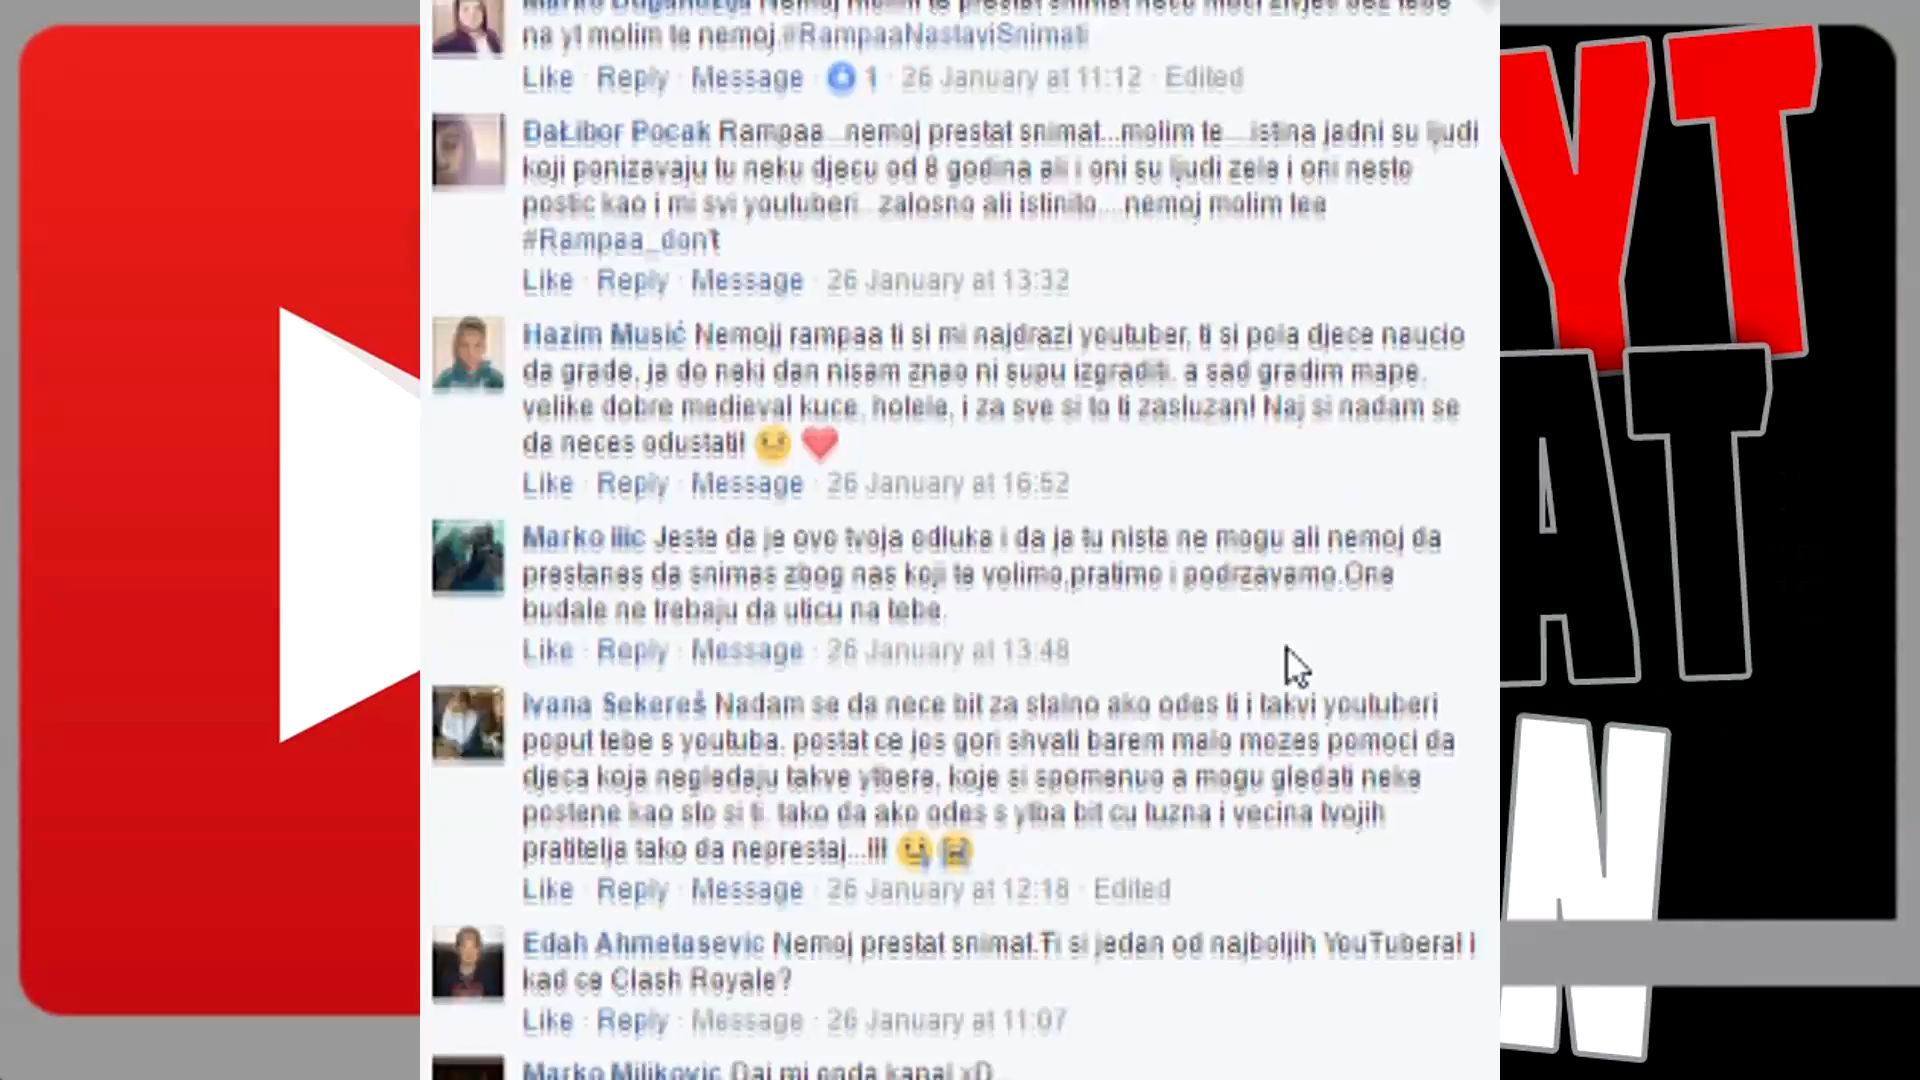 na yt molim te nemoj.#RampaaNastaviSnimati
Like · Reply · Message · 1 · 26 January at 11:12 · Edited
DaŁibor Pocak Rampaa...nemoj prestat snimat...molim te....istina jadni su ljudi
koji ponizavaju tu neku djecu od 8 godina ali i oni su ljudi zele i oni nesto
postic kao i mi svi youtuberi...zalosno ali istinito....nemoj molim tee
#Rampaa_don't
Like · Reply · Message · 26 January at 13:32
Hazim Musić Nemojj rampaa ti si mi najdrazi youtuber, ti si pola djece naucio
da grade, ja do neki dan nisam znao ni supu izgraditi, a sad gradim mape,
velike dobre medieval kuce, hotele, i za sve si to ti zasluzan! Naj si nadam se
da neces odustati!
Like · Reply · Message · 26 January at 16:52
Marko Ilic Jeste da je ovo tvoja odluka i da ja tu nista ne mogu ali nemoj da
prestanes da snimas zbog nas koji te volimo,pratimo i podrzavamo.One
budale ne trebaju da uticu na tebe.
Like · Reply · Message · 26 January at 13:48
Ivana Sekereš Nadam se da nece bit za stalno ako odes ti i takvi youtuberi
poput tebe s youtuba, postat ce jos gori shvati barem malo mozes pomoci da
djeca koja negledaju takve ytbere, koje si spomenuo a mogu gledati neke
postene kao sto si ti, tako da ako odes s ytba bit cu tuzna i vecina tvojih
pratitelja tako da neprestaj...!!!
Like · Reply · Message · 26 January at 12:18 · Edited
Edah Ahmetasevic Nemoj prestat snimat.Ti si jedan od najboljih YouTubera! I
kad ce Clash Royale?
Like · Reply · Message · 26 January at 11:07
Marko Milikovic Daj mi onda kanal xD
YT
AT
N